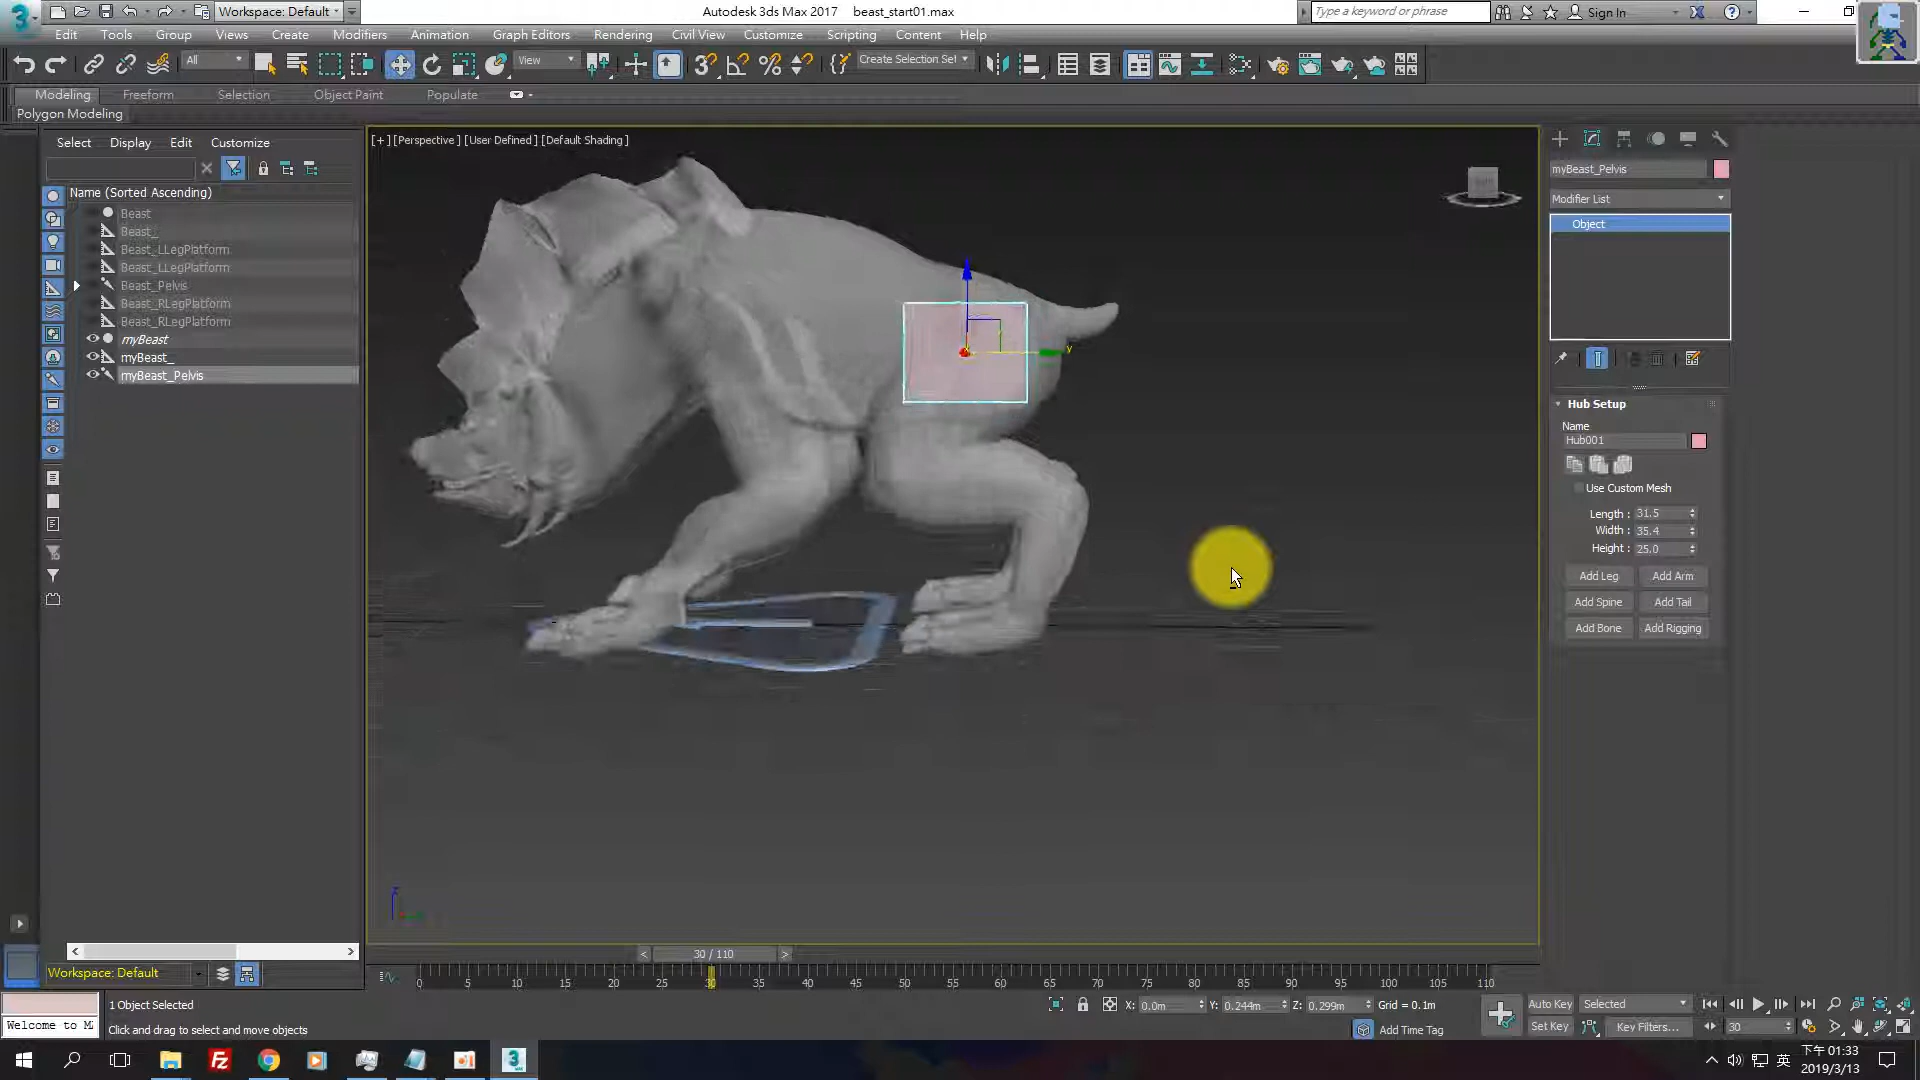 Workspace: Default
Autodesk 3ds Max 2017 beast_start01.max
Type a keyword or phrase
Sign In
Edit Tools Group Views Create Modifiers Animation Graph Editors Rendering Civil View Customize Scripting Content Help
All
View
Create Selection Set
Modeling Freeform Selection Object Paint Populate
Polygon Modeling
Select Display Edit Customize
Name (Sorted Ascending)
Beast
Beast_
Beast_LLegPlatform
Beast_LLegPlatform
Beast_Pelvis
Beast_RLegPlatform
Beast_RLegPlatform
myBeast
myBeast_
myBeast_Pelvis
[+] [Perspective] [User Defined] [Default Shading]
y
z
myBeast_Pelvis
Modifier List
Object
Hub Setup
Name
Hub001
Use Custom Mesh
Length : 31.5
Width : 35.4
Height : 25.0
Add Leg Add Arm
Add Spine Add Tail
Add Bone Add Rigging
< 30 / 110 >
Workspace: Default
0 5 10 15 20 25 30 35 40 45 50 55 60 65 70 75 80 85 90 95 100 105 110
1 Object Selected
X: 0.0m Y: 0.244m Z: 0.299m Grid = 0.1m
Auto Key Selected
Welcome to M
Click and drag to select and move objects
Add Time Tag
Set Key Key Filters...
30
英
下午 01:33
2019/3/13